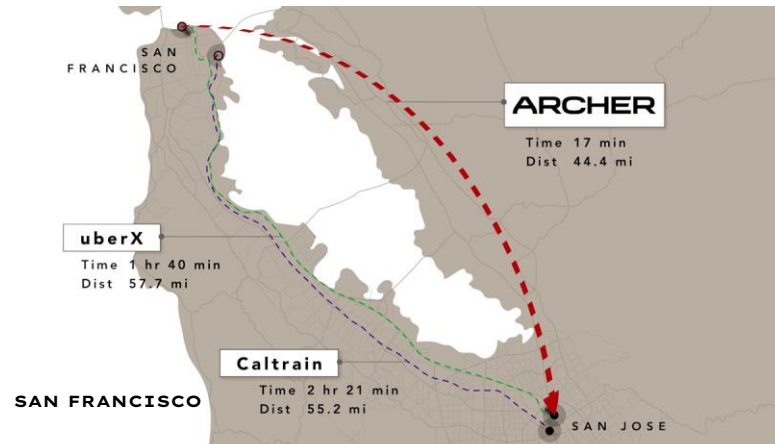 SAN
FRANCISCO
ARCHER
Time 17 min
Dist 44.4 mi
uberX
Time 1 hr 40 min
Dist 57.7 mi
Caltrain
Time 2 hr 21 min
Dist 55.2 mi
SAN FRANCISCO
SAN JOSE